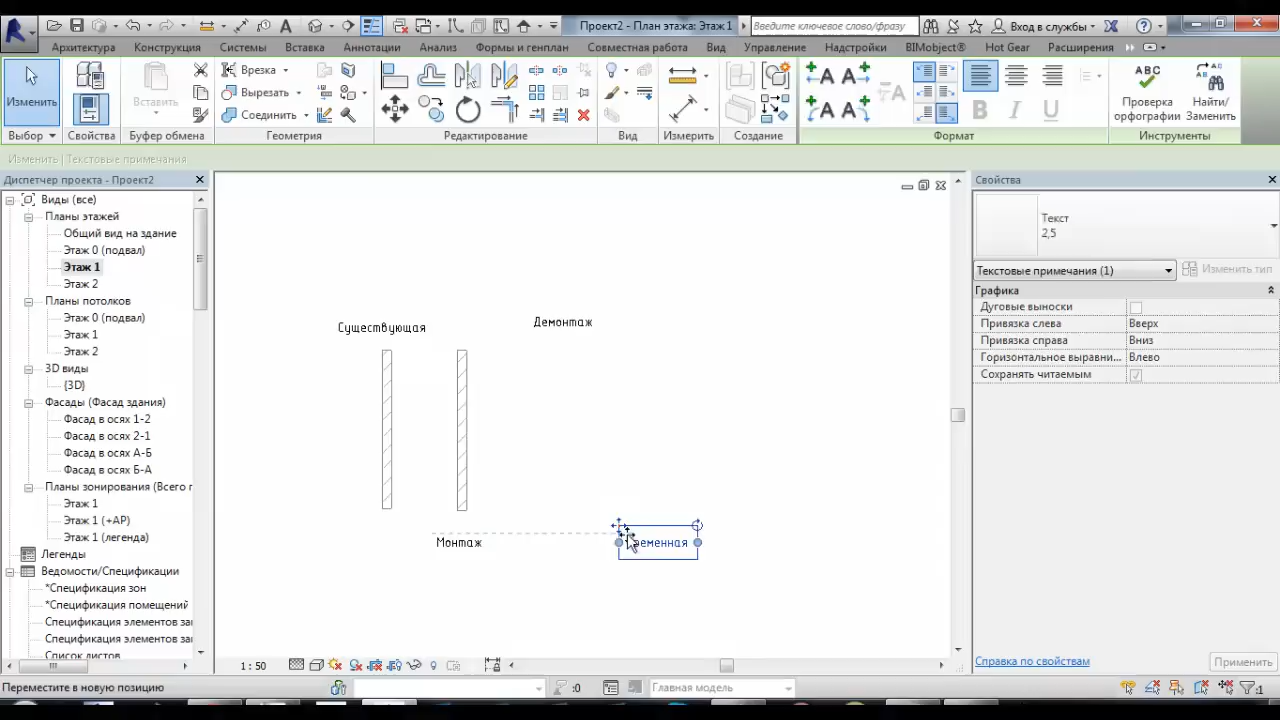 Проект2 - План этажа: Этаж 1
Введите ключевое слово/фразу
Вход в службы
Архитектура Конструкция Системы Вставка Аннотации Анализ Формы и генплан Совместная работа Вид Управление Надстройки BIMobject® Hot Gear Расширения
Изменить
Выбор
Свойства
Вставить
Буфер обмена
Врезка
Вырезать
Соединить
Геометрия
Редактирование
Вид
Измерить
Создание
Формат
ABC
Проверка
орфографии
Найти/
Заменить
Инструменты
Изменить | Текстовые примечания
Диспетчер проекта - Проект2
Виды (все)
Планы этажей
Общий вид на здание
Этаж 0 (подвал)
Этаж 1
Этаж 2
Планы потолков
Этаж 0 (подвал)
Этаж 1
Этаж 2
3D виды
{3D}
Фасады (Фасад здания)
Фасад в осях 1-2
Фасад в осях 2-1
Фасад в осях А-Б
Фасад в осях Б-А
Планы зонирования (Всего г
Этаж 1
Этаж 1 (+АР)
Этаж 1 (легенда)
Легенды
Ведомости/Спецификации
*Спецификация зон
*Спецификация помещений
Спецификация элементов за
Спецификация элементов за
Список листов
Существующая
Демонтаж
Монтаж
еменная
1 : 50
Свойства
Текст
2,5
Текстовые примечания (1)
Изменить тип
Графика
Дуговые выноски
Привязка слева Вверх
Привязка справа Вниз
Горизонтальное выравни... Влево
Сохранять читаемым
Справка по свойствам
Применить
Переместите в новую позицию
:0
Главная модель
:1